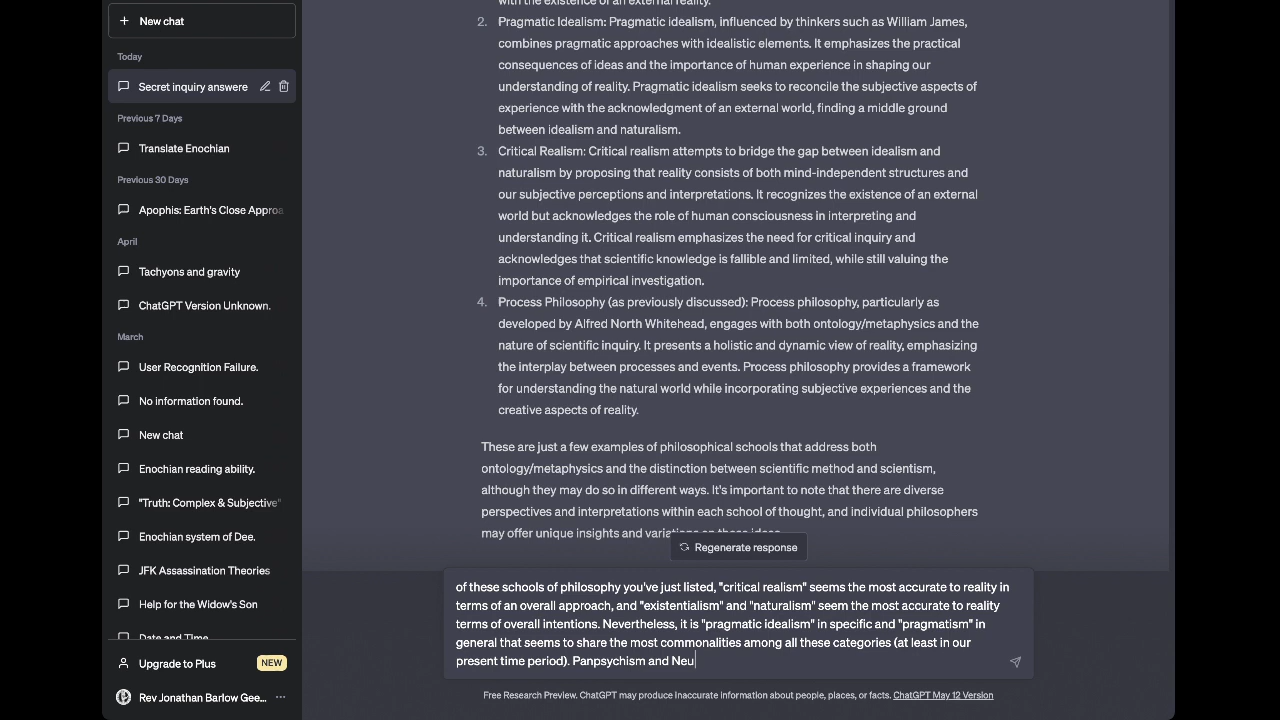 New chat
Today
Secret inquiry answere
Previous 7 Days
Translate Enochian
Previous 30 Days
Apophis: Earth's Close Approa
April
Tachyons and gravity
ChatGPT Version Unknown.
March
User Recognition Failure.
No information found.
New chat
Enochian reading ability.
"Truth: Complex & Subjective"
Enochian system of Dee.
JFK Assassination Theories
Help for the Widow's Son
Date and Time
Upgrade to Plus
NEW
Rev Jonathan Barlow Gee...
with the existence of an external reality.
2. Pragmatic Idealism: Pragmatic idealism, influenced by thinkers such as William James,
combines pragmatic approaches with idealistic elements. It emphasizes the practical
consequences of ideas and the importance of human experience in shaping our
understanding of reality. Pragmatic idealism seeks to reconcile the subjective aspects of
experience with the acknowledgment of an external world, finding a middle ground
between idealism and naturalism.
3. Critical Realism: Critical realism attempts to bridge the gap between idealism and
naturalism by proposing that reality consists of both mind-independent structures and
our subjective perceptions and interpretations. It recognizes the existence of an external
world but acknowledges the role of human consciousness in interpreting and
understanding it. Critical realism emphasizes the need for critical inquiry and
acknowledges that scientific knowledge is fallible and limited, while still valuing the
importance of empirical investigation.
4. Process Philosophy (as previously discussed): Process philosophy, particularly as
developed by Alfred North Whitehead, engages with both ontology/metaphysics and the
nature of scientific inquiry. It presents a holistic and dynamic view of reality, emphasizing
the interplay between processes and events. Process philosophy provides a framework
for understanding the natural world while incorporating subjective experiences and the
creative aspects of reality.
These are just a few examples of philosophical schools that address both
ontology/metaphysics and the distinction between scientific method and scientism,
although they may do so in different ways. It's important to note that there are diverse
perspectives and interpretations within each school of thought, and individual philosophers
may offer unique insights and variations on these ideas.
Regenerate response
of these schools of philosophy you've just listed, "critical realism" seems the most accurate to reality in
terms of an overall approach, and "existentialism" and "naturalism" seem the most accurate to reality
terms of overall intentions. Nevertheless, it is "pragmatic idealism" in specific and "pragmatism" in
general that seems to share the most commonalities among all these categories (at least in our
present time period). Panpsychism and Neu
Free Research Preview. ChatGPT may produce inaccurate information about people, places, or facts. ChatGPT May 12 Version